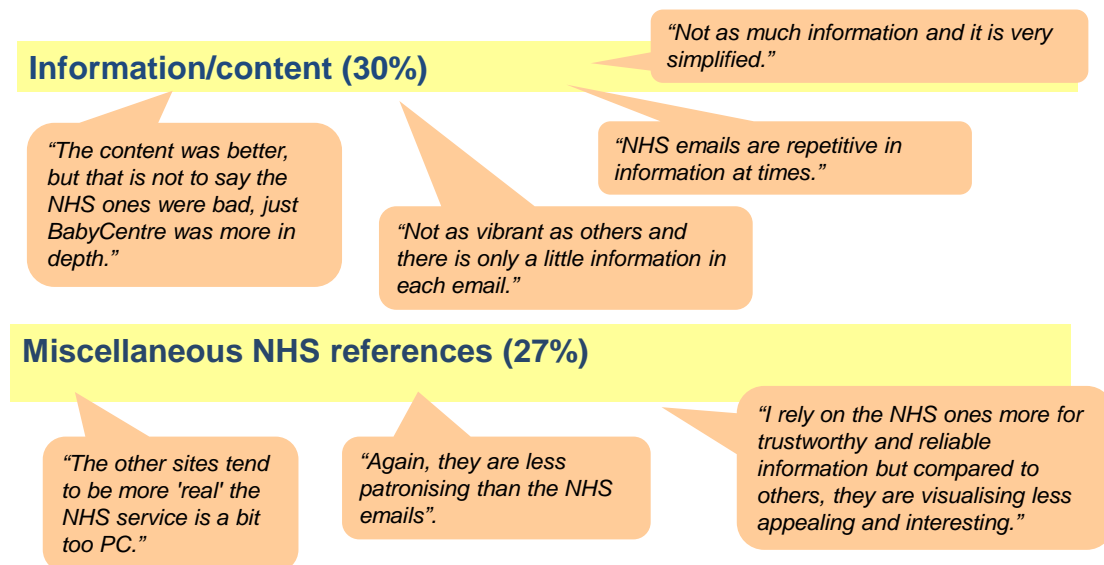 “Not as much information and it is very
simplified.”
Information/content (30%)
“The content was better,
but that is not to say the
NHS ones were bad, just
BabyCentre was more in
depth.”
“NHS emails are repetitive in
information at times.”
“Not as vibrant as others and
there is only a little information in
each email.”
Miscellaneous NHS references (27%)
“The other sites tend
to be more 'real' the
NHS service is a bit
too PC.”
“Again, they are less
patronising than the NHS
emails”.
“I rely on the NHS ones more for
trustworthy and reliable
information but compared to
others, they are visualising less
appealing and interesting.”